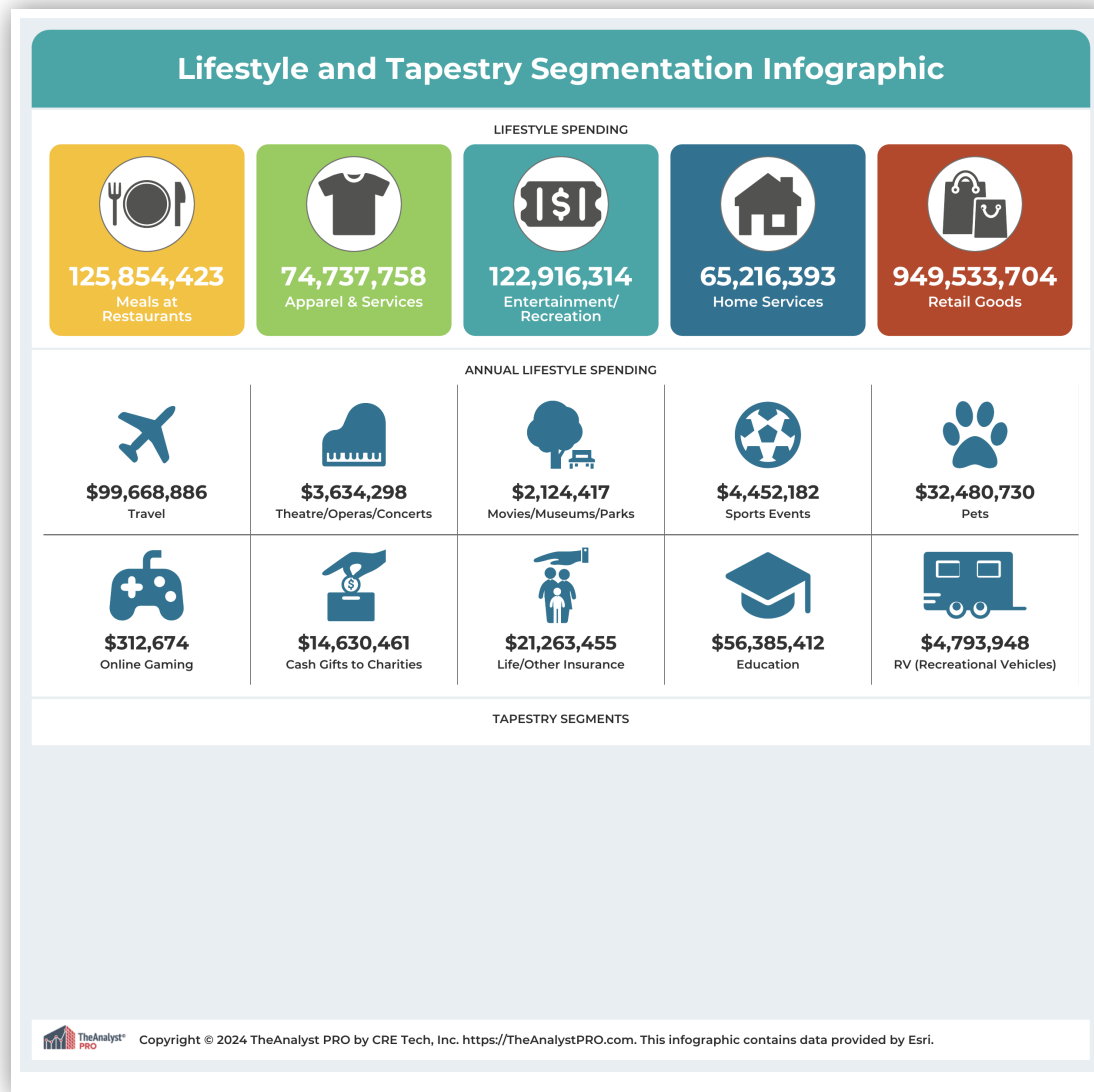 Lifestyle and Tapestry Segmentation Infographic
LIFESTYLE SPENDING
125,854,423
Meals at
Restaurants
74,737,758
Apparel & Services
122,916,314
Entertainment/
Recreation
65,216,393
Home Services
949,533,704
Retail Goods
ANNUAL LIFESTYLE SPENDING
$99,668,886
Travel
$3,634,298
Theatre/Operas/Concerts
$2,124,417
Movies/Museums/Parks
$4,452,182
Sports Events
$32,480,730
Pets
$312,674
Online Gaming
$14,630,461
Cash Gifts to Charities
$21,263,455
Life/Other Insurance
$56,385,412
Education
$4,793,948
RV (Recreational Vehicles)
TAPESTRY SEGMENTS
TheAnalyst®
PRO
Copyright © 2024 TheAnalyst PRO by CRE Tech, Inc. https://TheAnalystPRO.com. This infographic contains data provided by Esri.